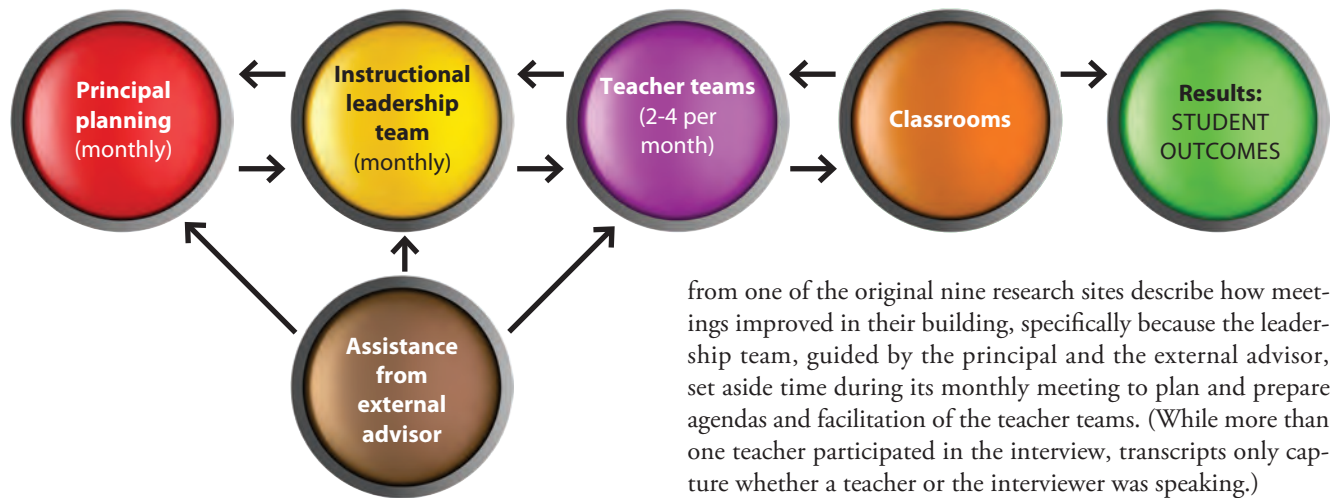 Principal
planning
(monthly)
Instructional
leadership
team
(monthly)
Teacher teams
(2-4 per
month)
Classrooms
Results:
STUDENT
OUTCOMES
Assistance
from
external
advisor
from one of the original nine research sites describe how meet-
ings improved in their building, specifically because the leader-
ship team, guided by the principal and the external advisor,
set aside time during its monthly meeting to plan and prepare
agendas and facilitation of the teacher teams. (While more than
one teacher participated in the interview, transcripts only cap-
ture whether a teacher or the interviewer was speaking.)